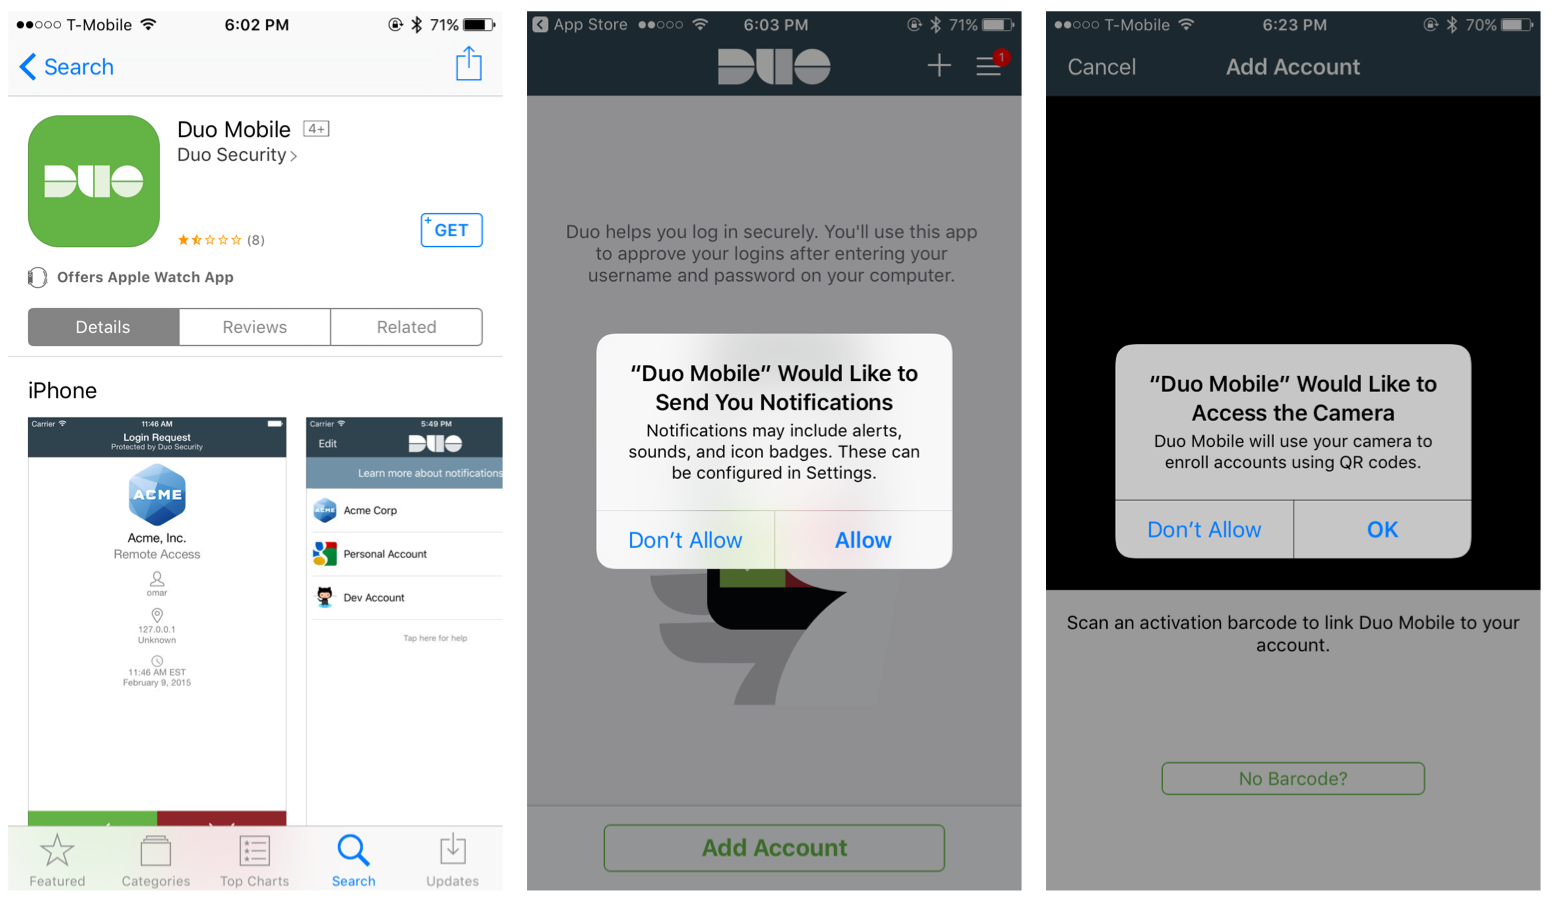 T-Mobile 6:02 PM 71%
Search
DUO
Duo Mobile 4+
Duo Security
(8)
+ GET
Offers Apple Watch App
Details Reviews Related
iPhone
Carrier 11:46 AM
Login Request
Protected by Duo Security
ACME
Acme, Inc.
Remote Access
omar
127.0.0.1
Unknown
11:46 AM EST
February 9, 2015
Carrier 5:49 PM
Edit DUO
Learn more about notifications
ACME Acme Corp
Personal Account
Dev Account
Tap here for help
Featured Categories Top Charts Search Updates
App Store 6:03 PM 71%
DUO 1
Duo helps you log in securely. You'll use this app
to approve your logins after entering your
username and password on your computer.
“Duo Mobile” Would Like to
Send You Notifications
Notifications may include alerts,
sounds, and icon badges. These can
be configured in Settings.
Don’t Allow Allow
Add Account
T-Mobile 6:23 PM 70%
Cancel Add Account
“Duo Mobile” Would Like to
Access the Camera
Duo Mobile will use your camera to
enroll accounts using QR codes.
Don’t Allow OK
Scan an activation barcode to link Duo Mobile to your
account.
No Barcode?